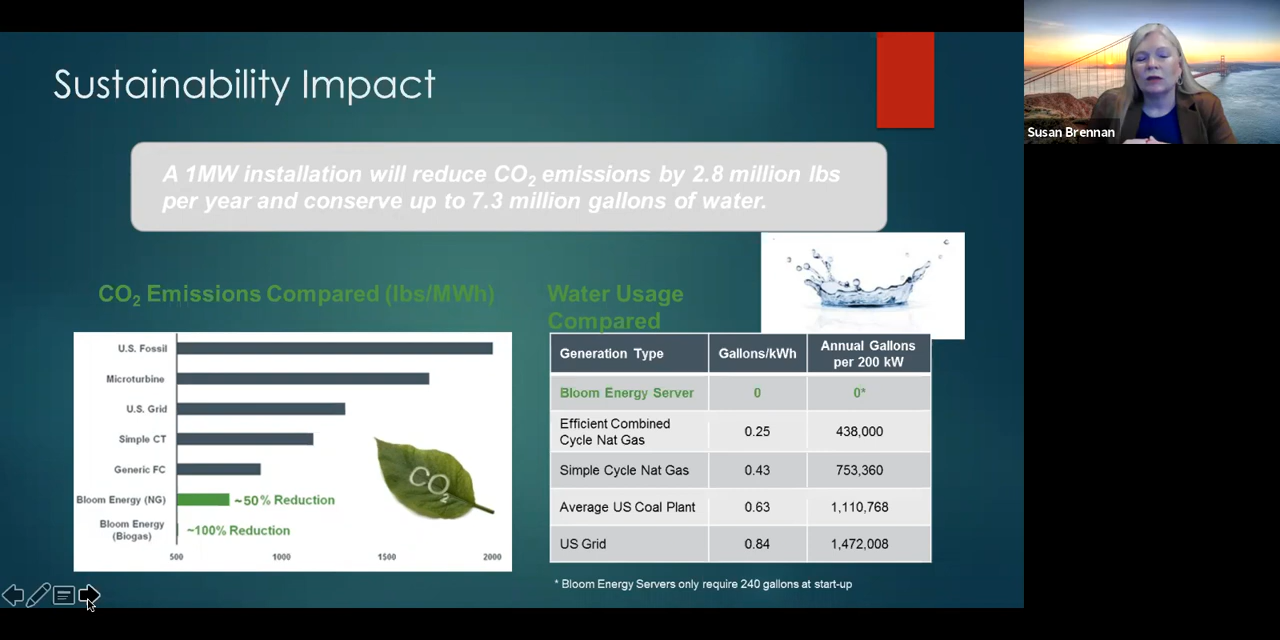 Sustainability Impact
A 1MW installation will reduce CO2 emissions by 2.8 million lbs
per year and conserve up to 7.3 million gallons of water.
Susan Brennan
CO2 Emissions Compared (lbs/MWh)
U.S. Fossil
Microturbine
U.S. Grid
Simple CT
Generic FC
Bloom Energy (NG)
~50% Reduction
Bloom Energy
(Biogas)
~100% Reduction
500 1000 1500 2000
CO2
Water Usage
Compared
Generation Type Gallons/kWh Annual Gallons
per 200 kW
Bloom Energy Server 0 0*
Efficient Combined
Cycle Nat Gas 0.25 438,000
Simple Cycle Nat Gas 0.43 753,360
Average US Coal Plant 0.63 1,110,768
US Grid 0.84 1,472,008
* Bloom Energy Servers only require 240 gallons at start-up